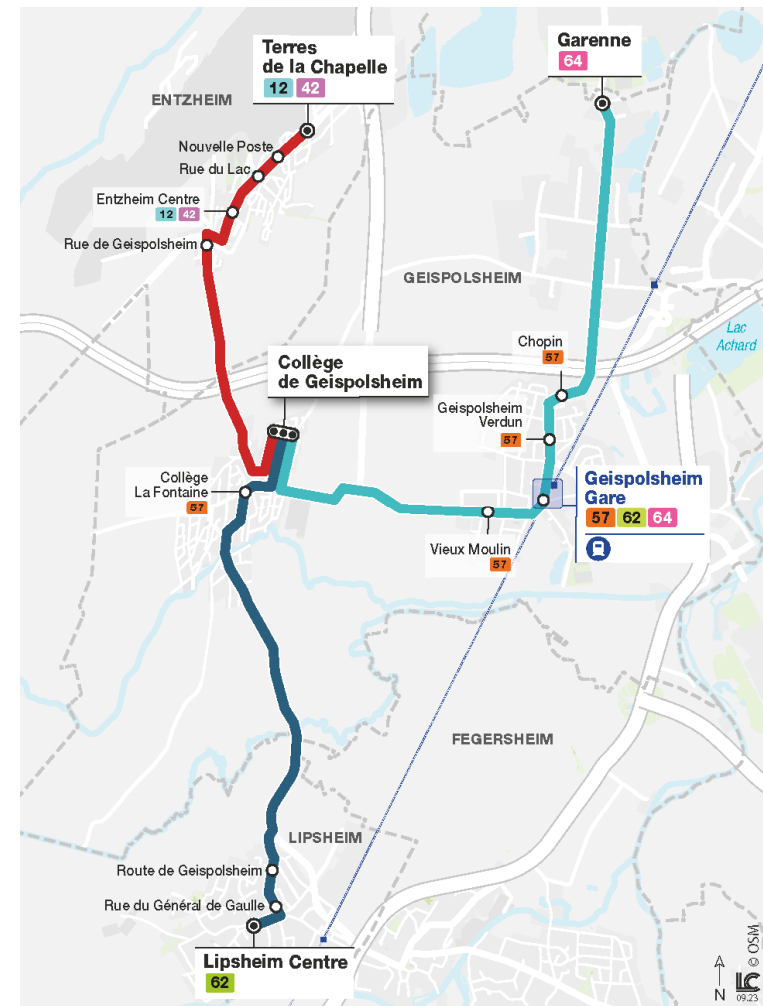 Terres
de la Chapelle
12 42
Garenne
64
ENTZHEIM
Nouvelle Poste
Rue du Lac
Entzheim Centre
12 42
Rue de Geispolsheim
GEISPOLSHEIM
Lac
Achard
Chopin
57
Collège
de Geispolsheim
Geispolsheim
Verdun
57
Collège
La Fontaine
57
Geispolsheim
Gare
57 62 64
Vieux Moulin
57
FEGERSHEIM
LIPSHEIM
Route de Geispolsheim
Rue du Général de Gaulle
Lipsheim Centre
62
N
LC
09.23
© OSM